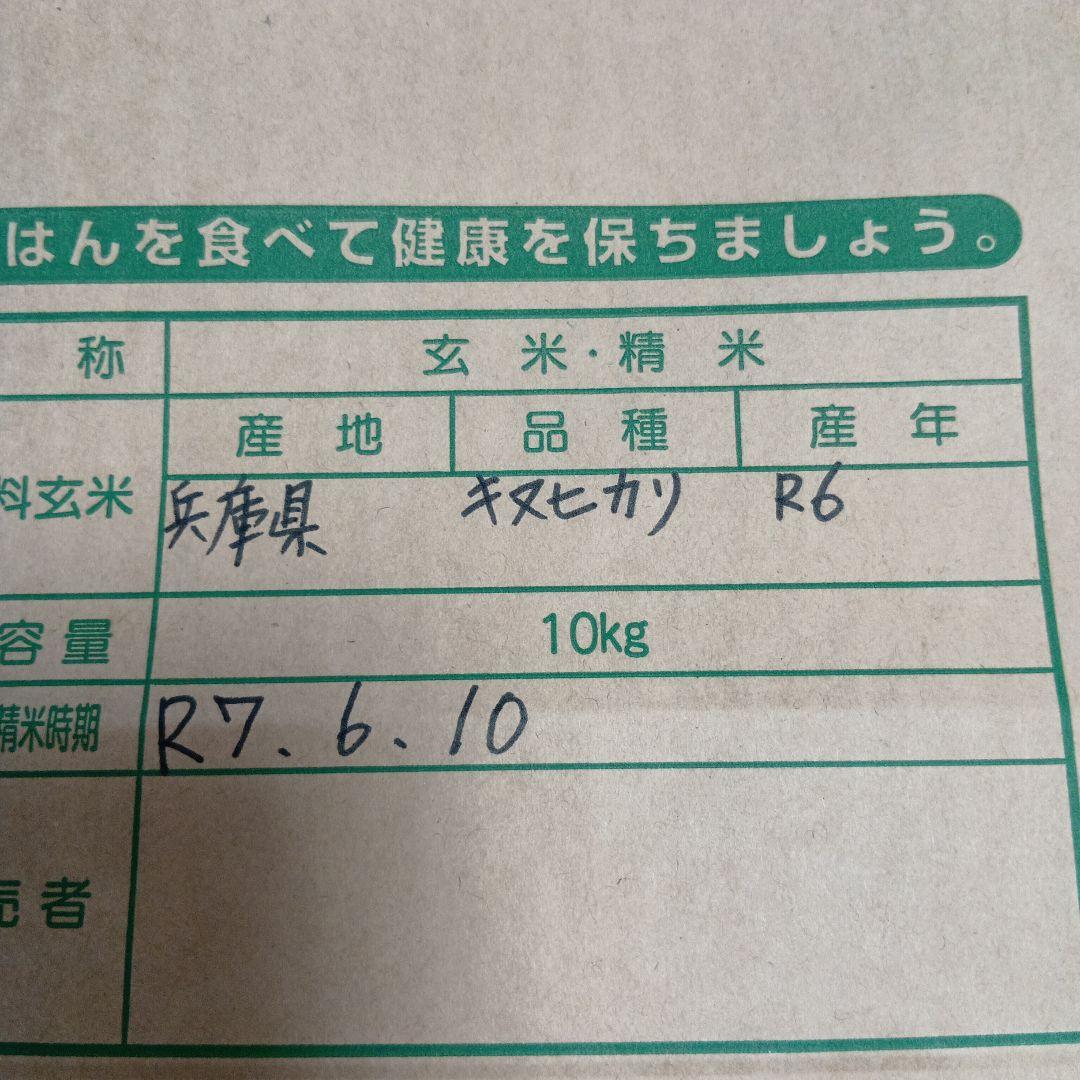 はんを食べて健康を保ちましょう。
称 玄米・精米
産地 品種 産年
料玄米 兵庫県 キヌヒカリ R6
容量 10kg
精米時期 R7.6.10
売者